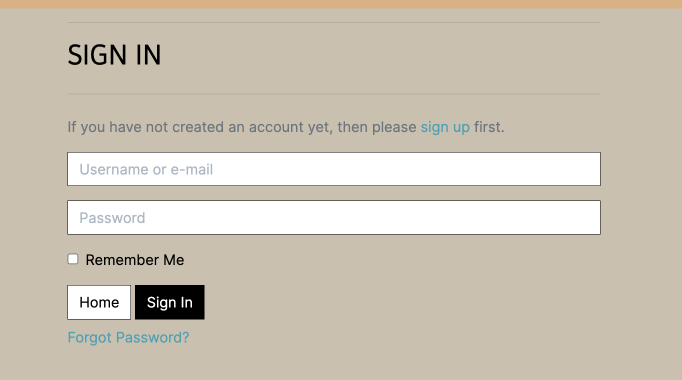 SIGN IN
If you have not created an account yet, then please sign up first.
Username or e-mail
Password
Remember Me
Home Sign In
Forgot Password?